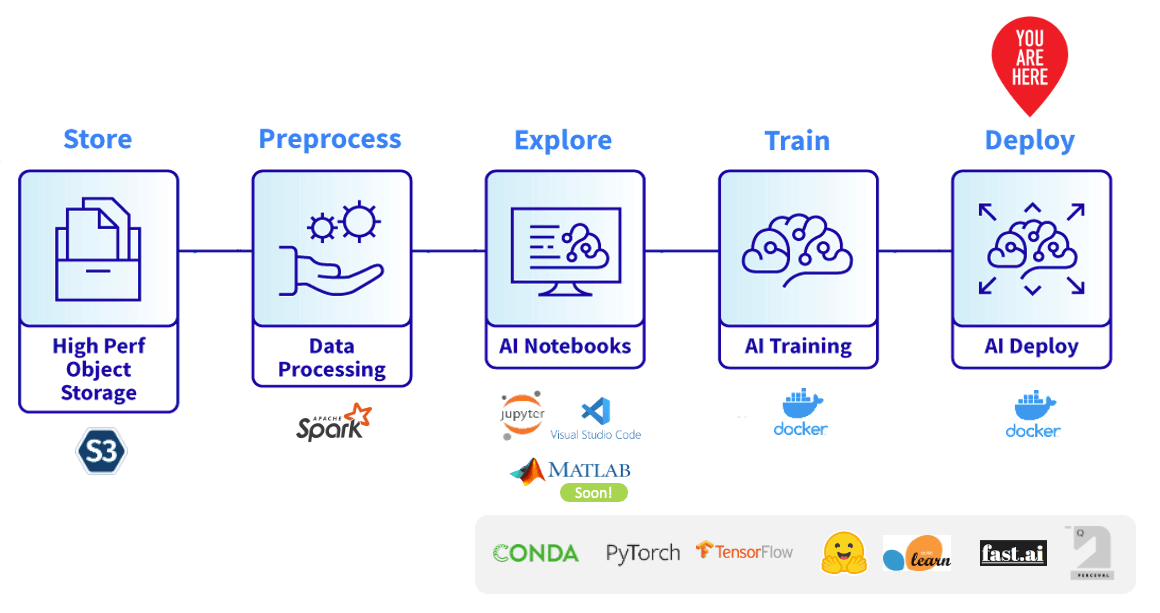 YOU
ARE
HERE
Store
Preprocess
Explore
Train
Deploy
High Perf
Object
Storage
Data
Processing
AI Notebooks
AI Training
AI Deploy
S3
APACHE
Spark
jupyter
Visual Studio Code
MATLAB
Soon!
docker
docker
CONDA
PyTorch
TensorFlow
learn
fast.ai
Q
PERCEVAL